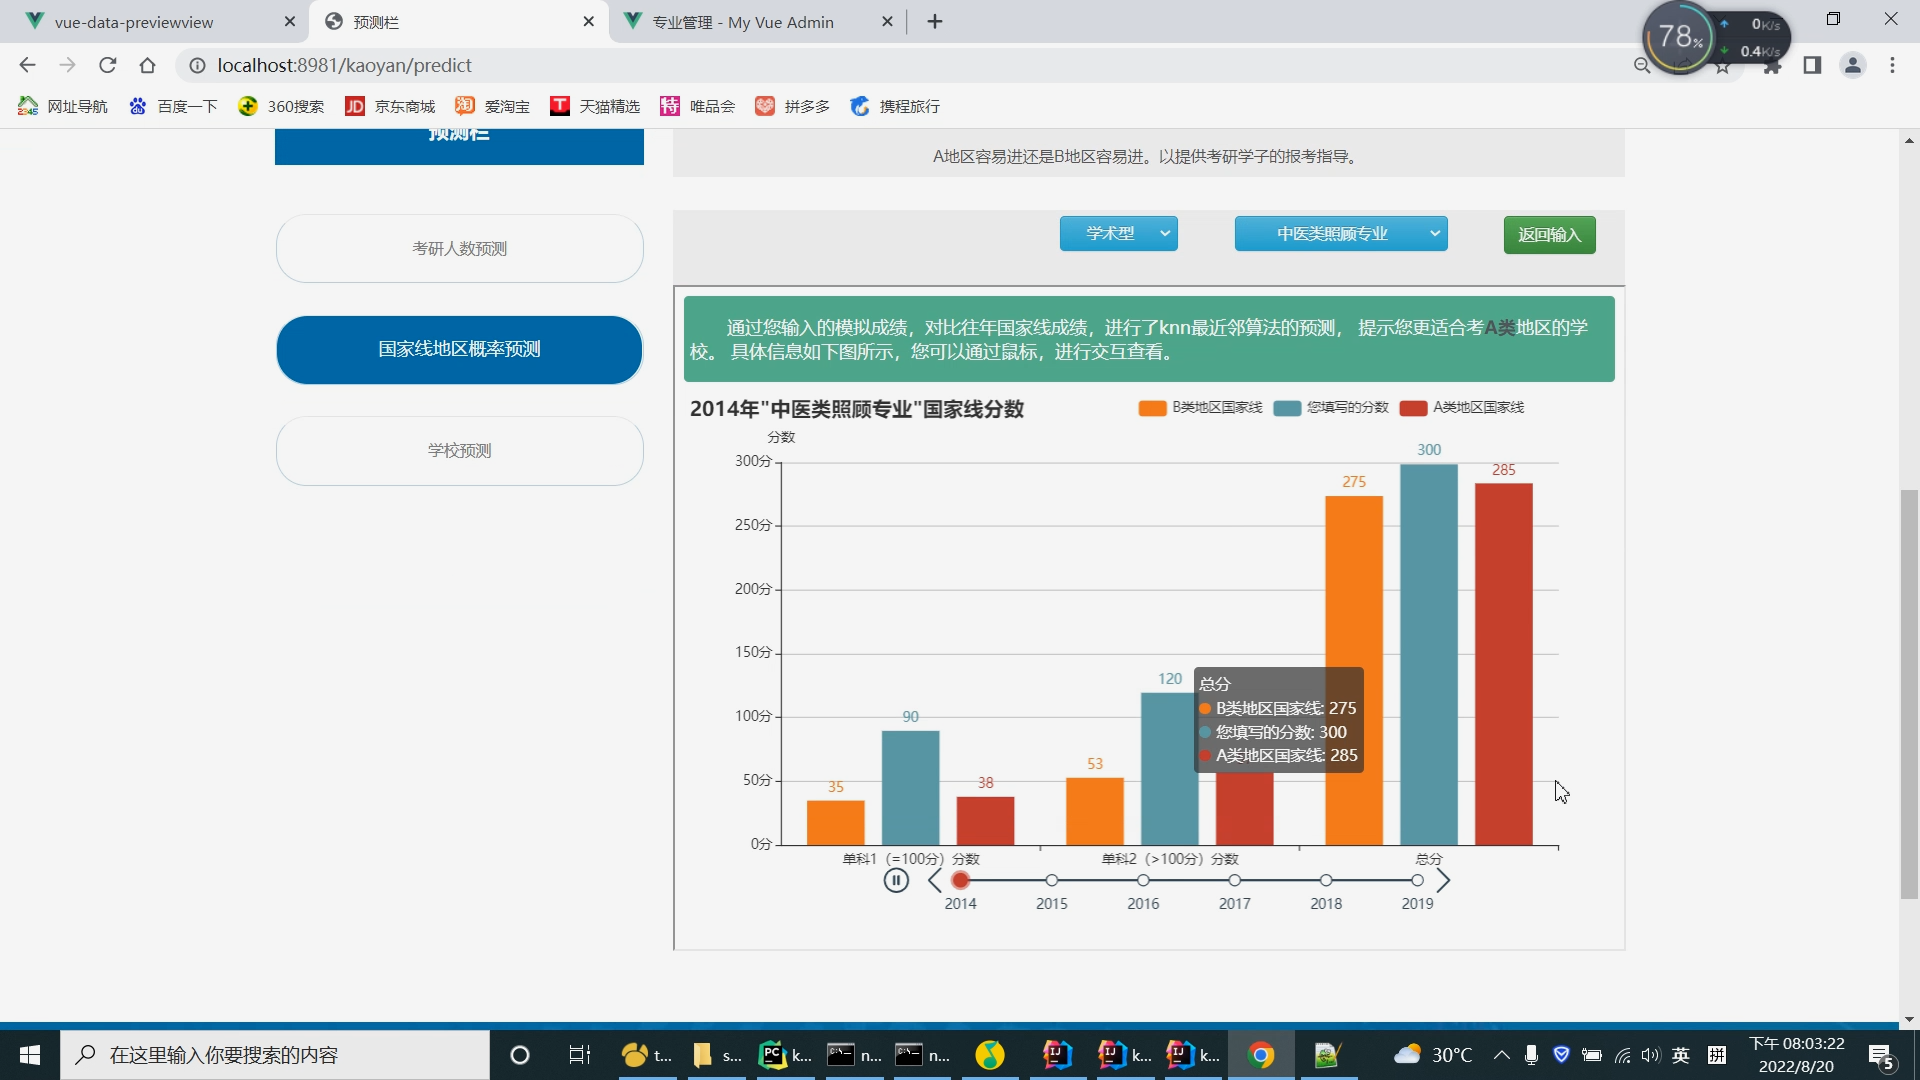 vue-data-previewview
预测栏
专业管理 - My Vue Admin
78%
0K/s
0.4K/s
localhost:8981/kaoyan/predict
网址导航
百度一下
360搜索
JD 京东商城
淘 爱淘宝
T 天猫精选
特 唯品会
拼多多
携程旅行
预测栏
A地区容易进还是B地区容易进。以提供考研学子的报考指导。
考研人数预测
国家线地区概率预测
学校预测
学术型
中医类照顾专业
返回输入
通过您输入的模拟成绩，对比往年国家线成绩，进行了knn最近邻算法的预测， 提示您更适合考A类地区的学
校。 具体信息如下图所示，您可以通过鼠标，进行交互查看。
2014年"中医类照顾专业"国家线分数
B类地区国家线
您填写的分数
A类地区国家线
分数
300分
250分
200分
150分
100分
50分
0分
35
90
38
53
120
275
300
285
总分
B类地区国家线: 275
您填写的分数: 300
A类地区国家线: 285
单科1（=100分）分数
单科2（>100分）分数
总分
2014
2015
2016
2017
2018
2019
在这里输入你要搜索的内容
t...
s...
k...
n...
n...
k...
k...
30°C
英
拼
下午 08:03:22
2022/8/20
5